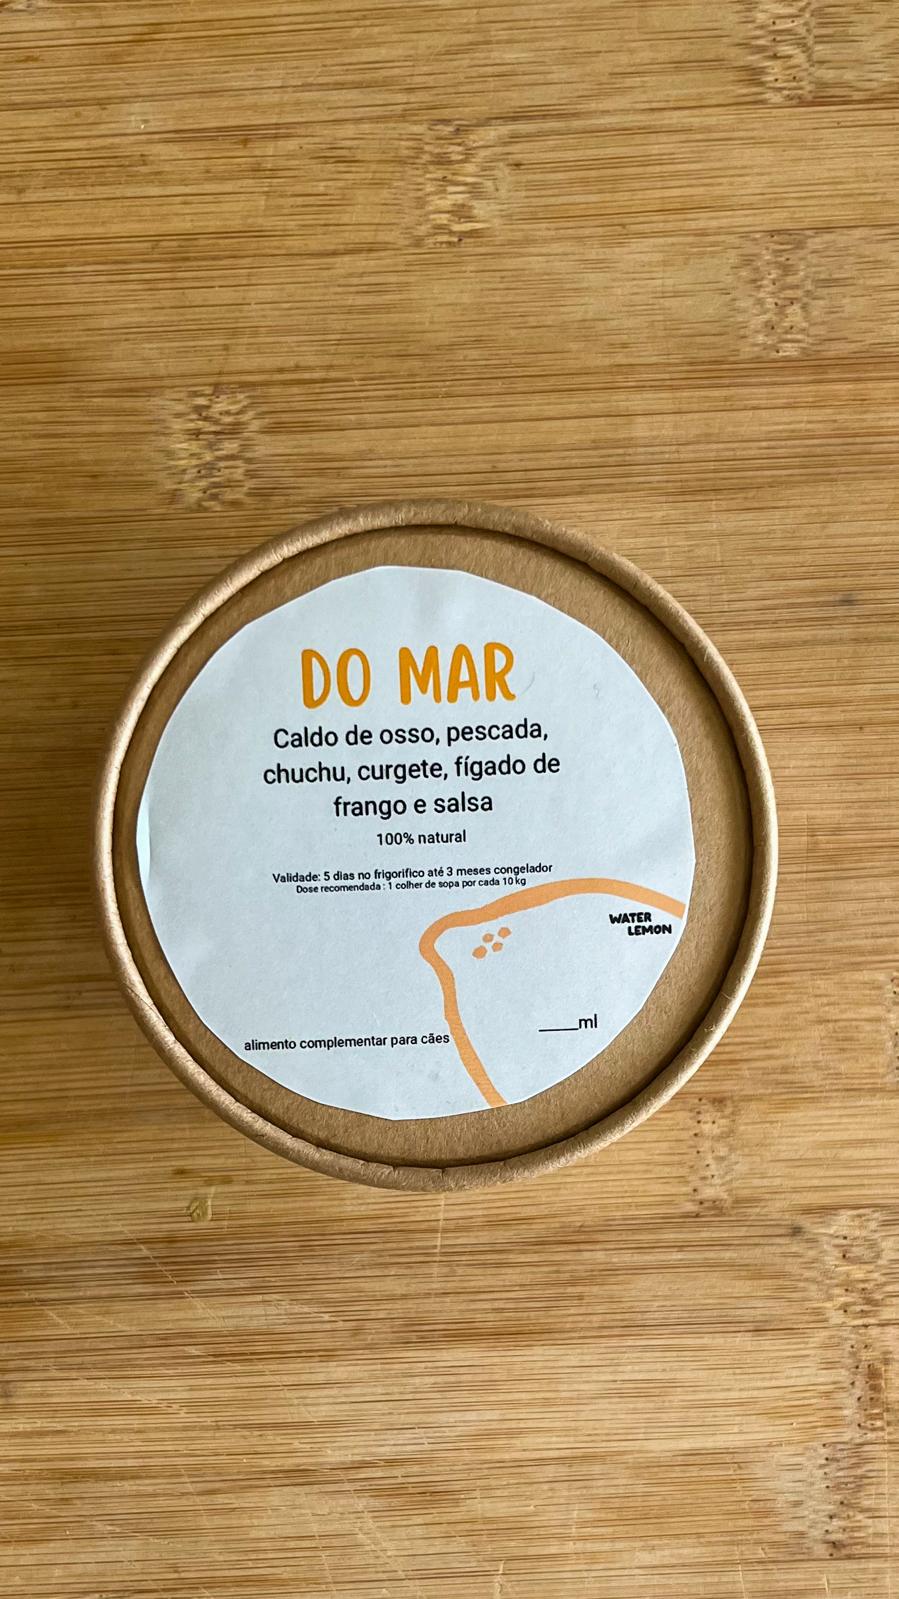 DO MAR
Caldo de osso, pescada,
chuchu, curgete, fígado de
frango e salsa
100% natural
Validade: 5 dias no frigorifico até 3 meses congelador
Dose recomendada : 1 colher de sopa por cada 10 kg
WATER
LEMON
____ml
alimento complementar para cães